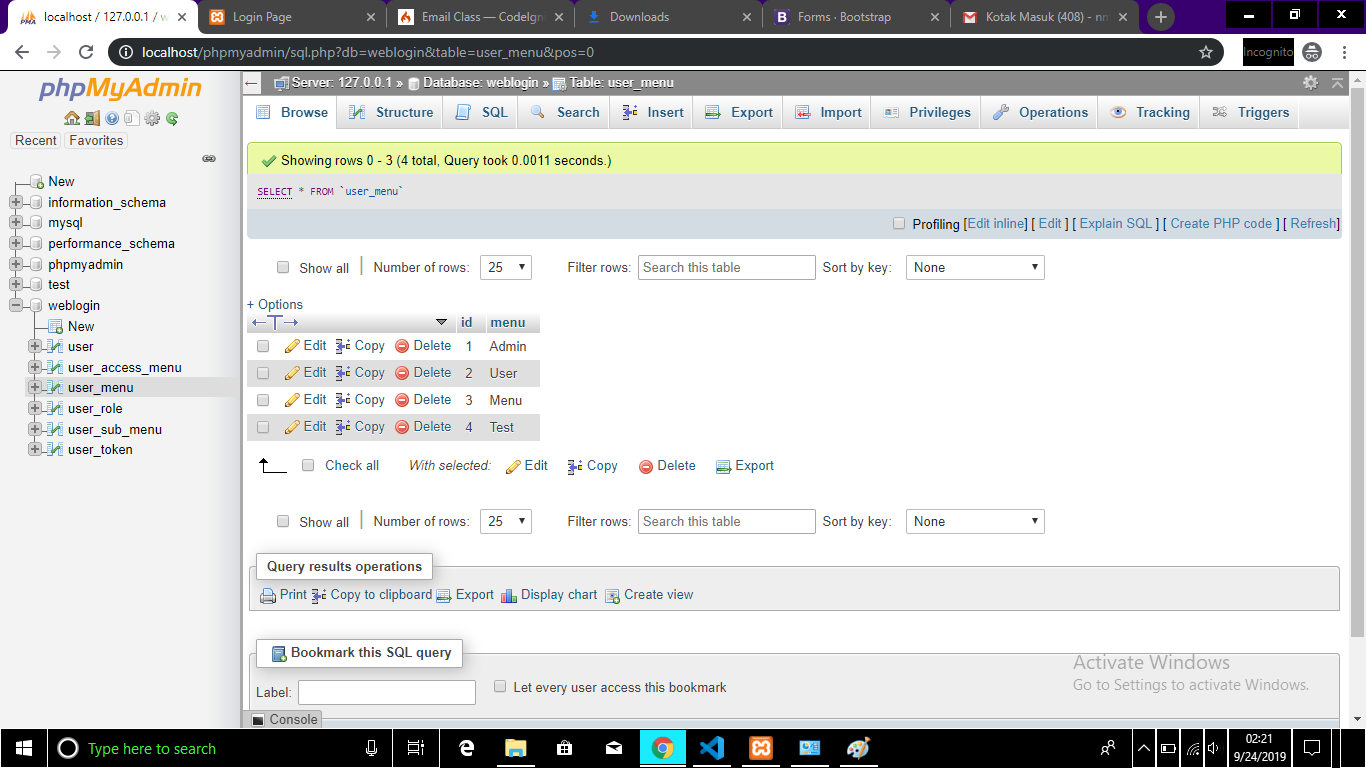 localhost / 127.0.0.1 / w
Login Page
Email Class — CodeIgn
Downloads
Forms · Bootstrap
Kotak Masuk (408) - nm
localhost/phpmyadmin/sql.php?db=weblogin&table=user_menu&pos=0
Incognito
phpMyAdmin
Recent Favorites
New
information_schema
mysql
performance_schema
phpmyadmin
test
weblogin
New
user
user_access_menu
user_menu
user_role
user_sub_menu
user_token
Server: 127.0.0.1 » Database: weblogin » Table: user_menu
Browse Structure SQL Search Insert Export Import Privileges Operations Tracking Triggers
Showing rows 0 - 3 (4 total, Query took 0.0011 seconds.)
SELECT * FROM `user_menu`
Profiling [Edit inline] [ Edit ] [ Explain SQL ] [ Create PHP code ] [ Refresh]
Show all Number of rows: 25 Filter rows: Search this table Sort by key: None
+ Options
id menu
Edit Copy Delete 1 Admin
Edit Copy Delete 2 User
Edit Copy Delete 3 Menu
Edit Copy Delete 4 Test
Check all With selected: Edit Copy Delete Export
Show all Number of rows: 25 Filter rows: Search this table Sort by key: None
Query results operations
Print Copy to clipboard Export Display chart Create view
Bookmark this SQL query
Label: Let every user access this bookmark
Console
Activate Windows
Go to Settings to activate Windows.
Type here to search
02:21
9/24/2019